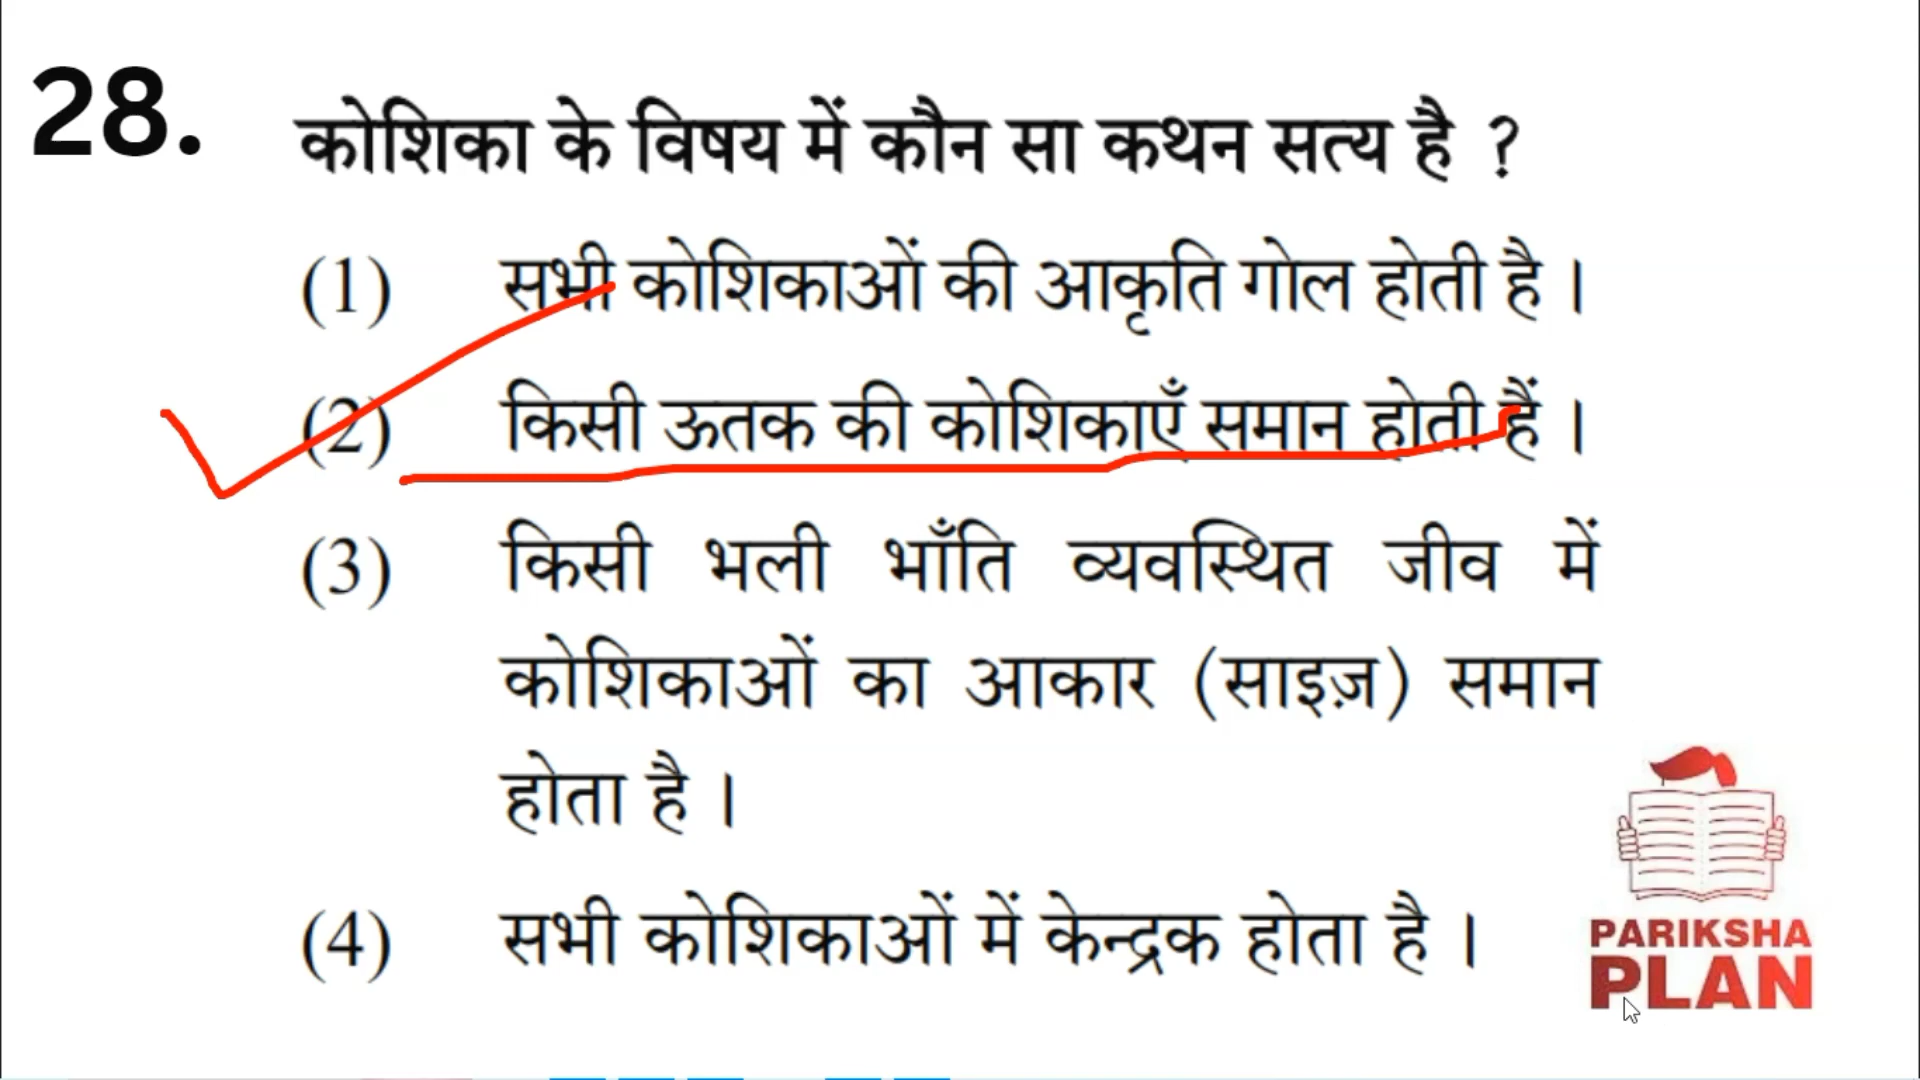 28. कोशिका के विषय में कौन सा कथन सत्य है ?
(1) सभी कोशिकाओं की आकृति गोल होती है ।
(2) किसी ऊतक की कोशिकाएँ समान होती हैं ।
(3) किसी भली भाँति व्यवस्थित जीव में
कोशिकाओं का आकार (साइज़) समान
होता है ।
(4) सभी कोशिकाओं में केन्द्रक होता है ।
PARIKSHA
PLAN